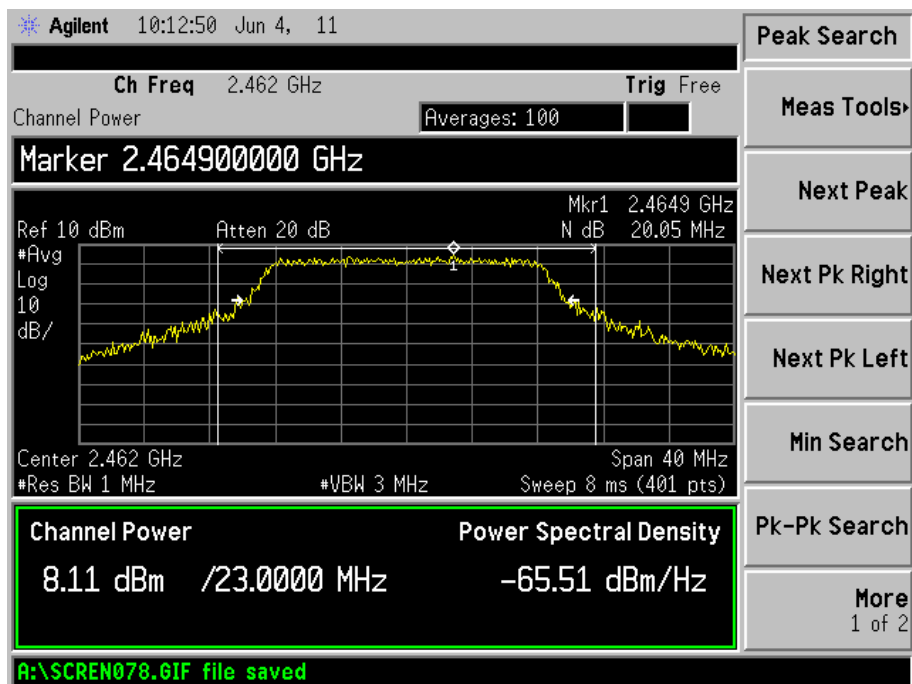 Agilent 10:12:50 Jun 4, 11
Peak Search
Ch Freq 2.462 GHz Trig Free
Channel Power Averages: 100
Meas Tools
Marker 2.464900000 GHz
Next Peak
Mkr1 2.4649 GHz
Ref 10 dBm Atten 20 dB N dB 20.05 MHz
#Avg
Log
10
dB/
1
Next Pk Right
Next Pk Left
Min Search
Center 2.462 GHz Span 40 MHz
#Res BW 1 MHz #VBW 3 MHz Sweep 8 ms (401 pts)
Pk-Pk Search
Channel Power Power Spectral Density
8.11 dBm /23.0000 MHz -65.51 dBm/Hz
More
1 of 2
A:\SCREN078.GIF file saved